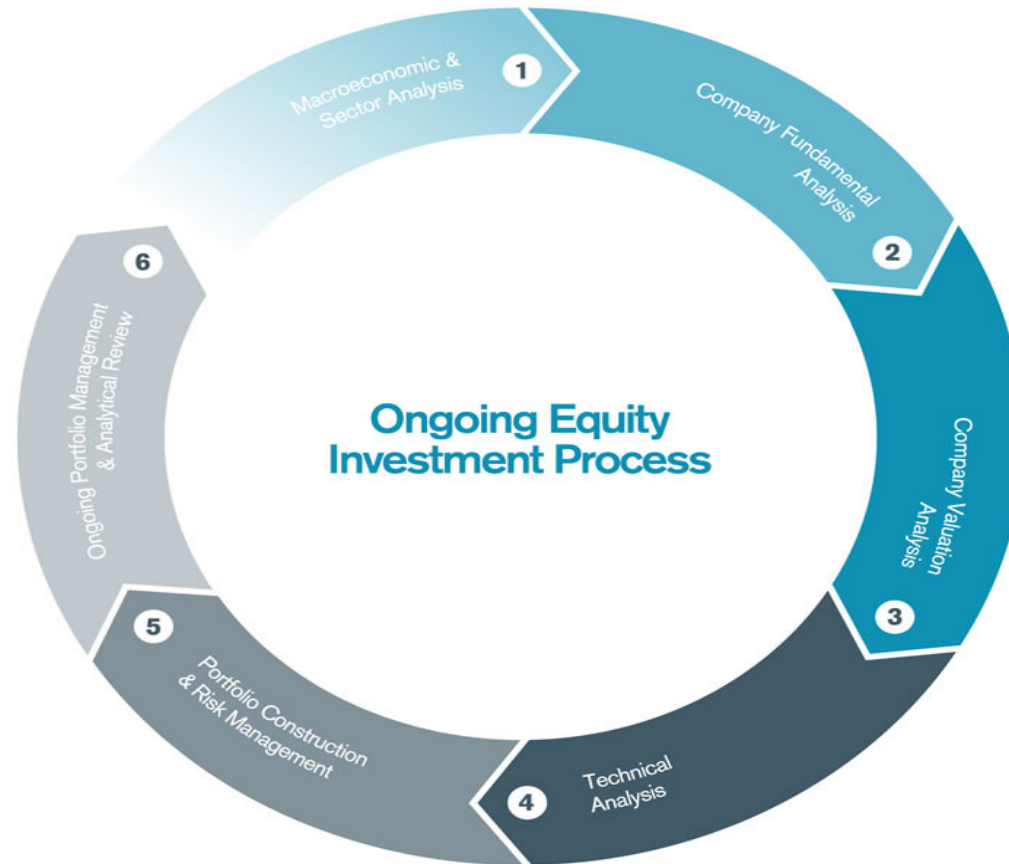 Macroeconomic &
Sector Analysis
1
Company Fundamental
Analysis
2
Company Valuation
Analysis
3
Technical
Analysis
4
Portfolio Construction
& Risk Management
5
Ongoing Portfolio Management
& Analytical Review
6
Ongoing Equity
Investment Process